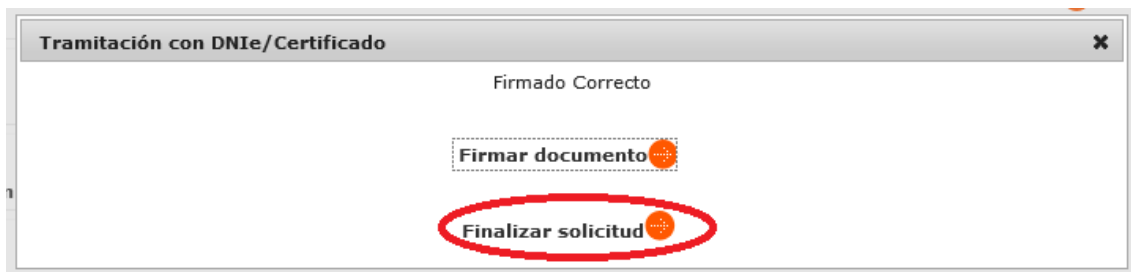 Tramitación con DNIe/Certificado
Firmado Correcto
Firmar documento
n
Finalizar solicitud